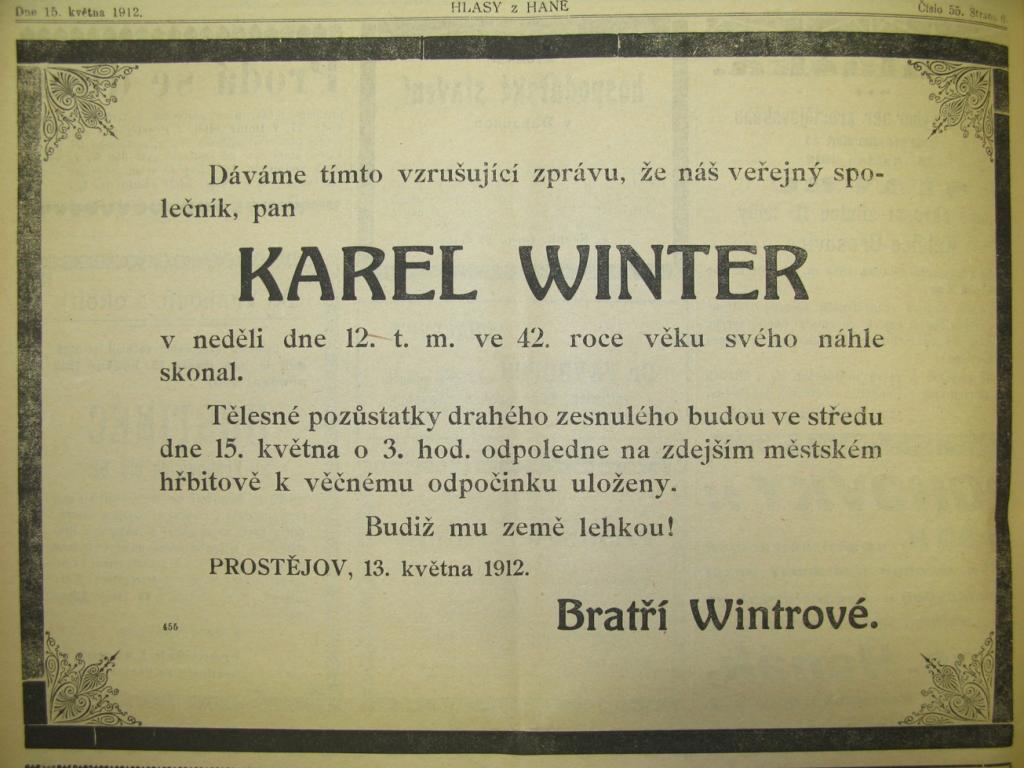 Dne 15. května 1912.
HLASY z HANÉ
Číslo 55. Strana 6.
Dáváme tímto vzrušující zprávu, že náš veřejný spo-
lečník, pan
KAREL WINTER
v neděli dne 12. t. m. ve 42. roce věku svého náhle
skonal.
Tělesné pozůstatky drahého zesnulého budou ve středu
dne 15. května o 3. hod. odpoledne na zdejším městském
hřbitově k věčnému odpočinku uloženy.
Budiž mu země lehkou!
PROSTĚJOV, 13. května 1912.
Bratří Wintrové.
455